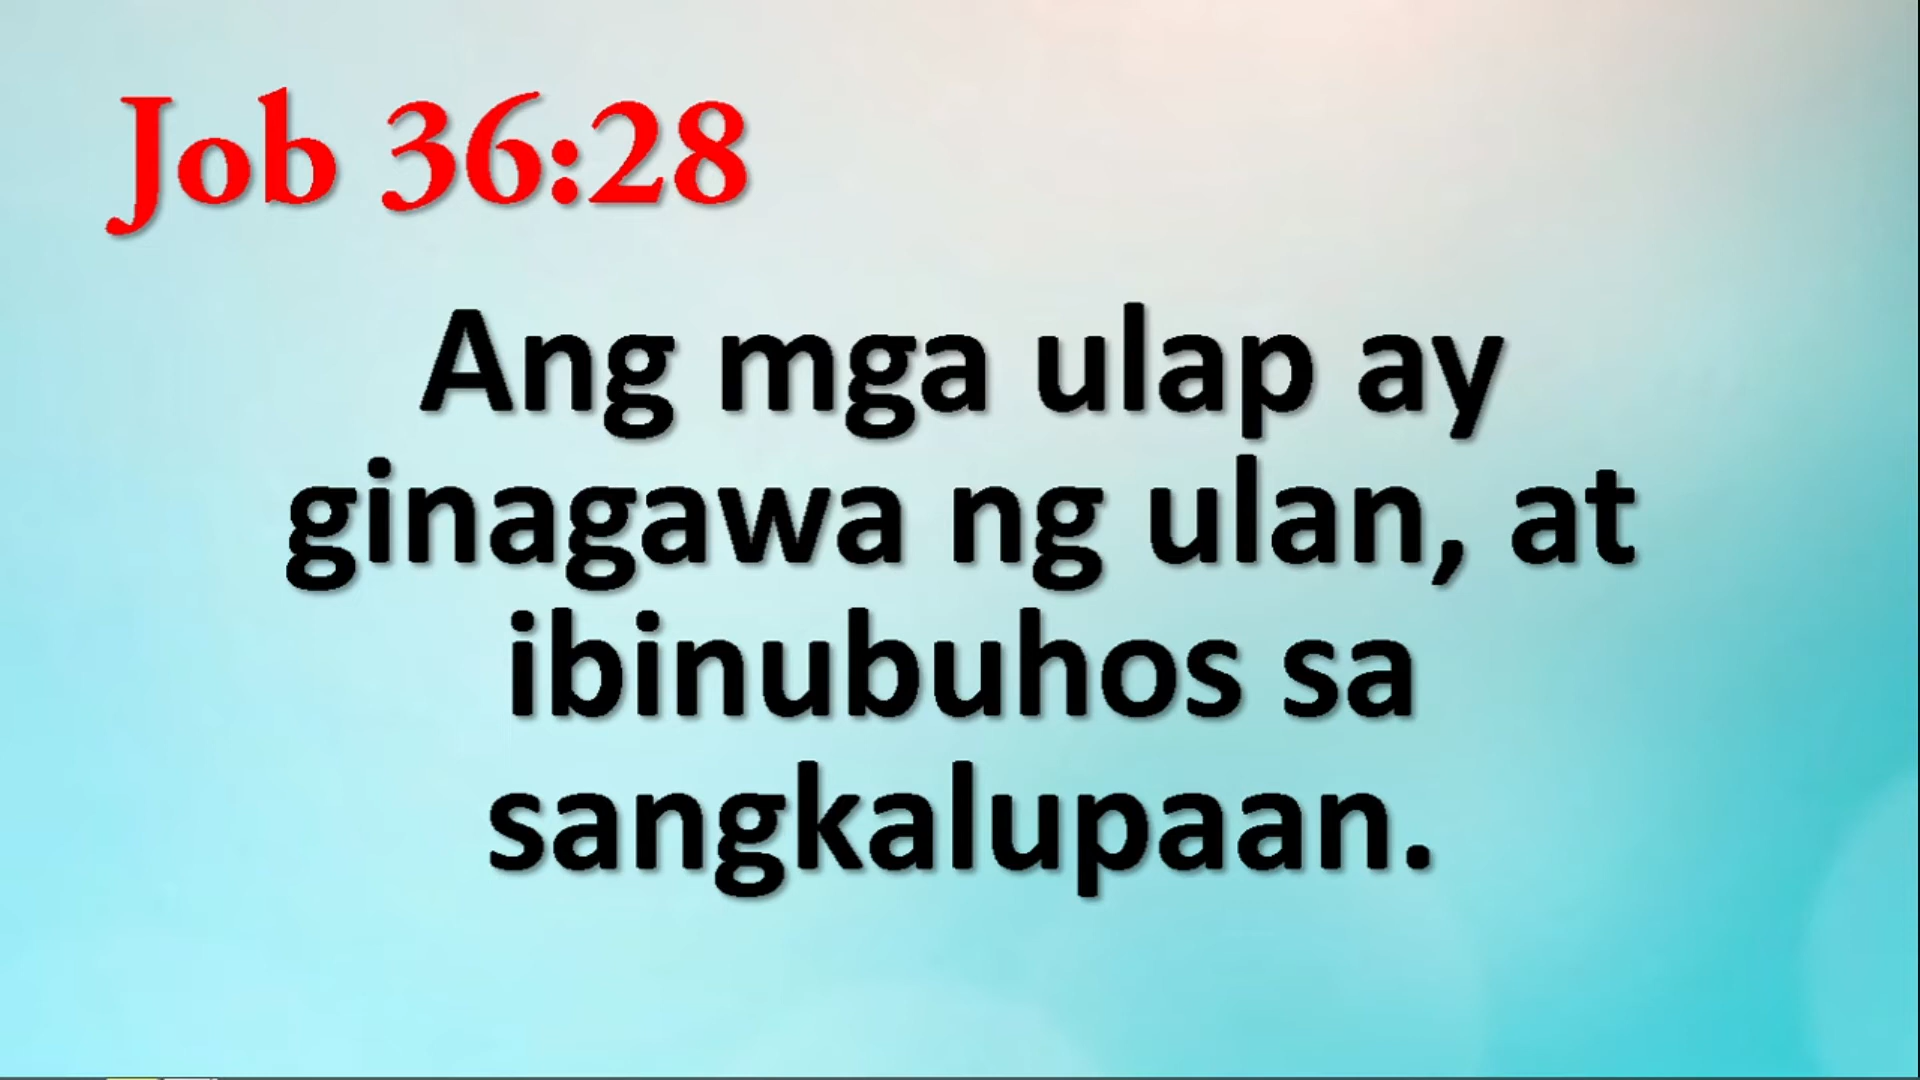 Job 36:28
Ang mga ulap ay
ginagawa ng ulan, at
ibinubuhos sa
sangkalupaan.